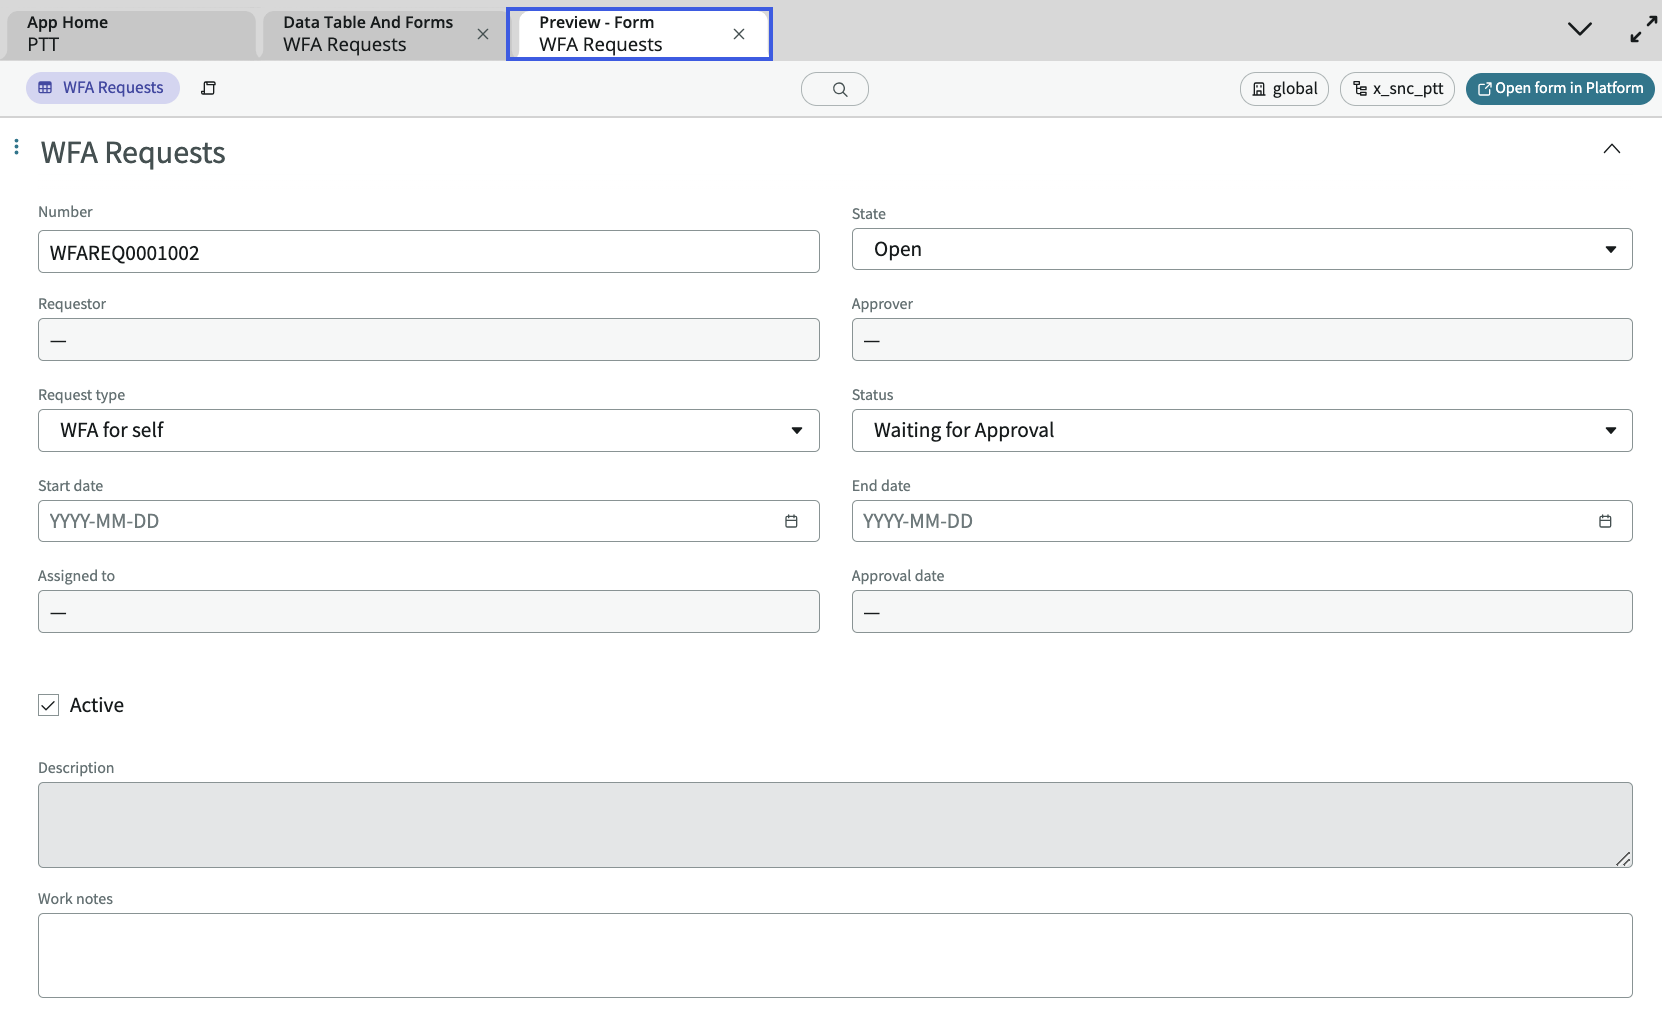 App Home
PTT
Data Table And Forms
WFA Requests
Preview - Form
WFA Requests
WFA Requests
global
x_snc_ptt
Open form in Platform
WFA Requests
Number
State
WFAREQ0001002
Open
Requestor
Approver
—
—
Request type
Status
WFA for self
Waiting for Approval
Start date
End date
YYYY-MM-DD
YYYY-MM-DD
Assigned to
Approval date
—
—
Active
Description
Work notes